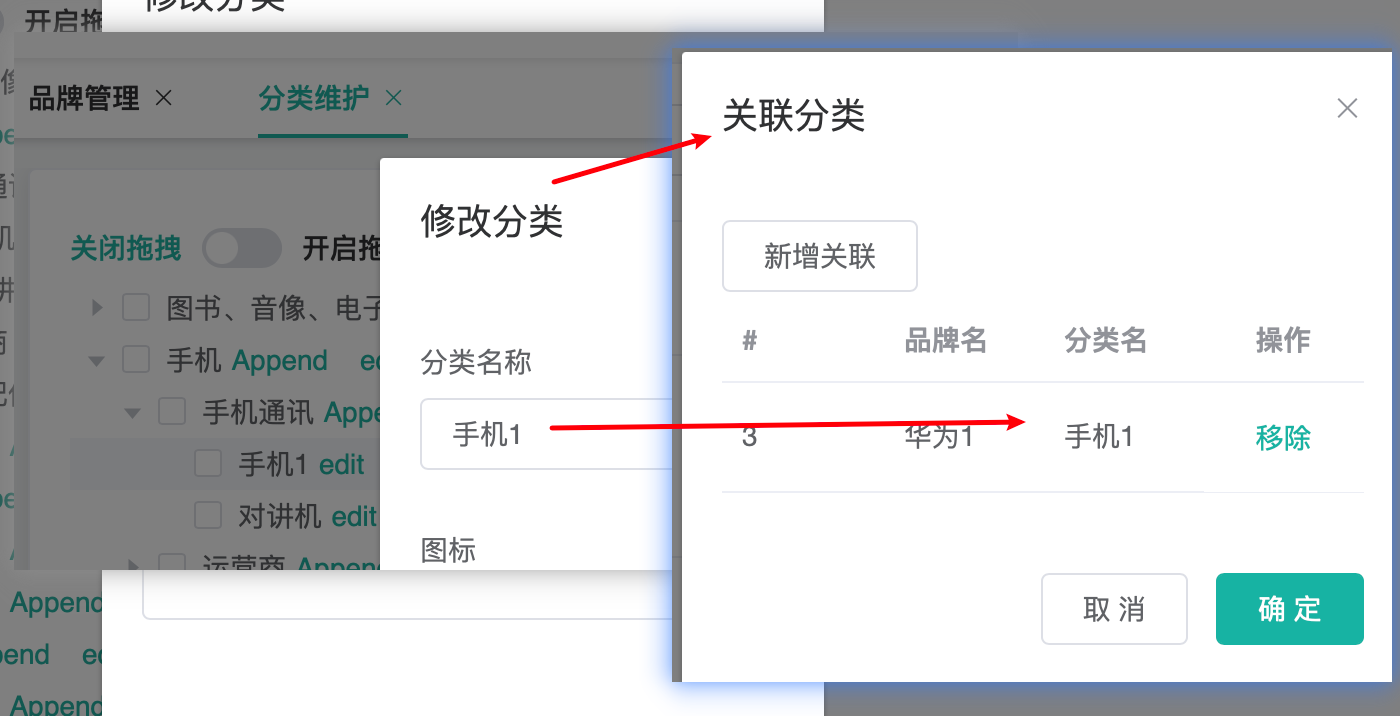 修改分类
开启拖
品牌管理
分类维护
关闭拖拽
开启拖
图书、音像、电子
手机 Append
手机通讯 Appe
手机1 edit
对讲机 edit
运营商 Append
修改分类
分类名称
手机1
图标
关联分类
新增关联
# 品牌名 分类名 操作
3 华为1 手机1 移除
取消 确定
Append
pend ed
Append